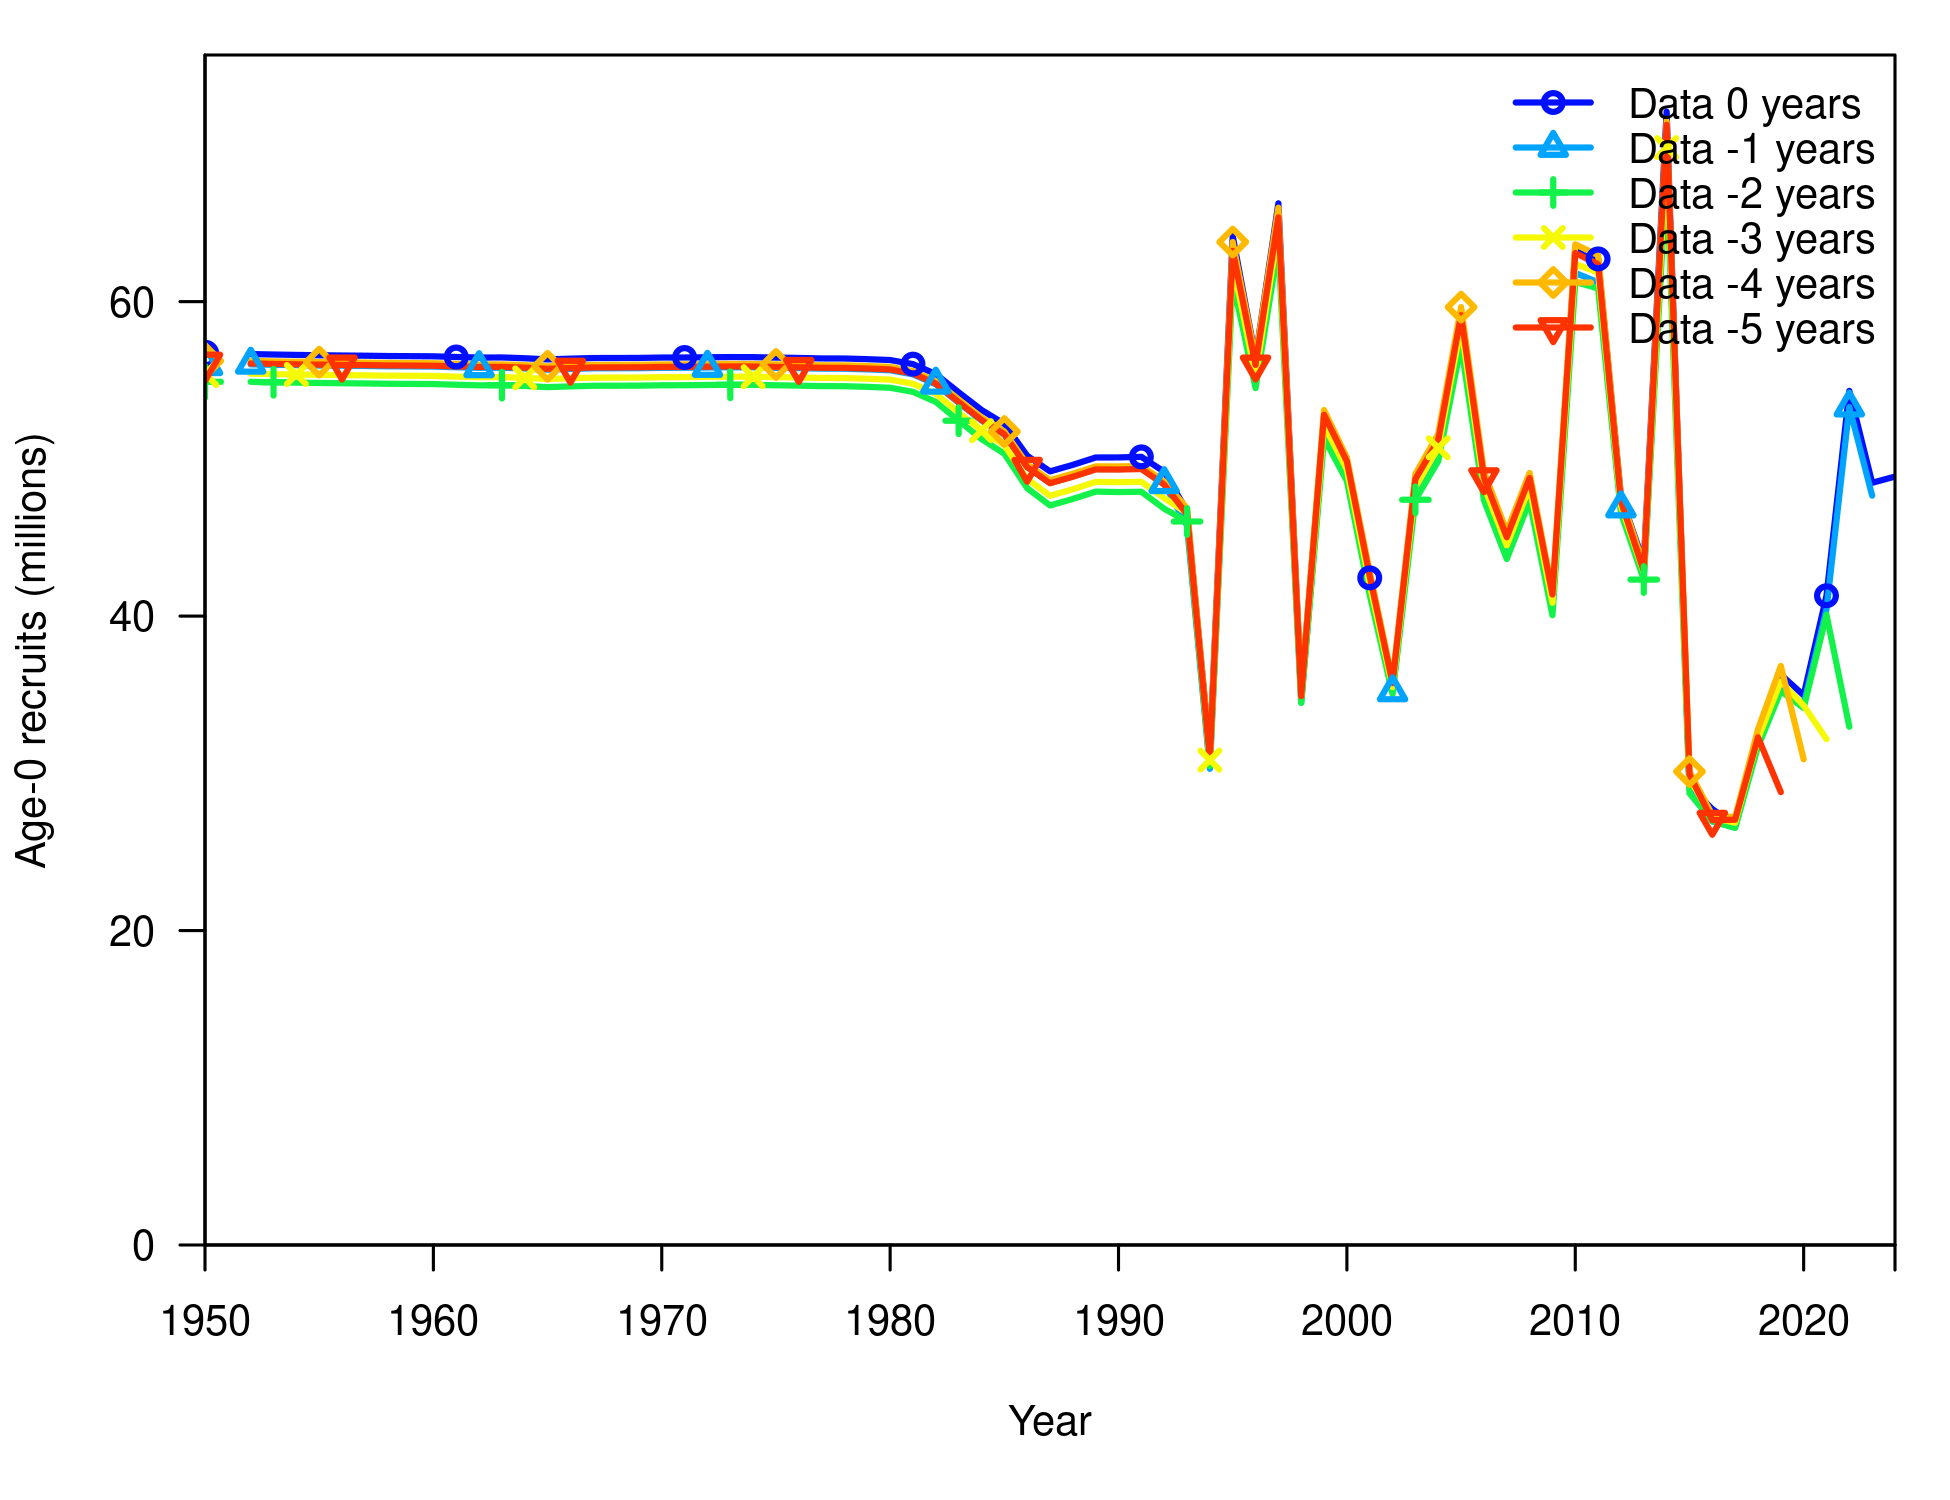 Data 0 years
Data -1 years
Data -2 years
Data -3 years
Data -4 years
Data -5 years
Age-0 recruits (millions)
60
40
20
0
1950 1960 1970 1980 1990 2000 2010 2020
Year